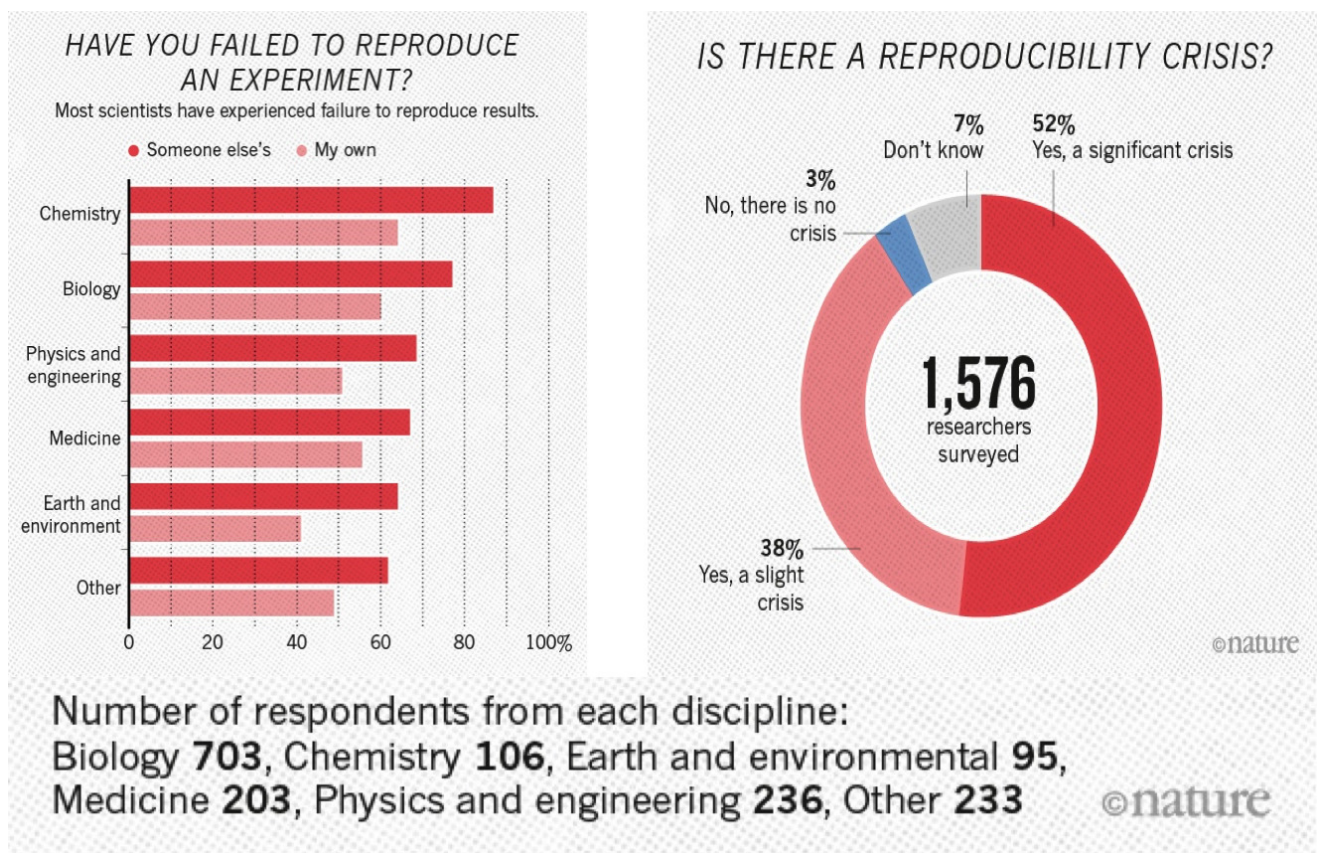 HAVE YOU FAILED TO REPRODUCE
AN EXPERIMENT?
Most scientists have experienced failure to reproduce results.
Someone else's My own
Chemistry
Biology
Physics and
engineering
Medicine
Earth and
environment
Other
0 20 40 60 80 100%
IS THERE A REPRODUCIBILITY CRISIS?
7%
Don't know
52%
Yes, a significant crisis
3%
No, there is no
crisis
1,576
researchers
surveyed
38%
Yes, a slight
crisis
©nature
Number of respondents from each discipline:
Biology 703, Chemistry 106, Earth and environmental 95,
Medicine 203, Physics and engineering 236, Other 233
©nature